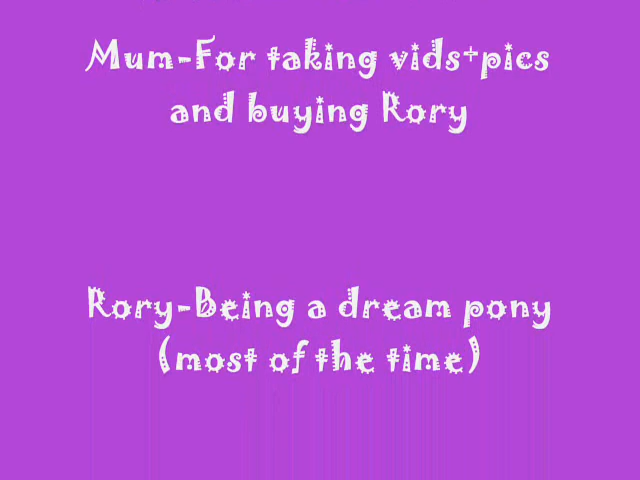 Mum-For taking vids+pics
and buying Rory
Rory-Being a dream pony
(most of the time)